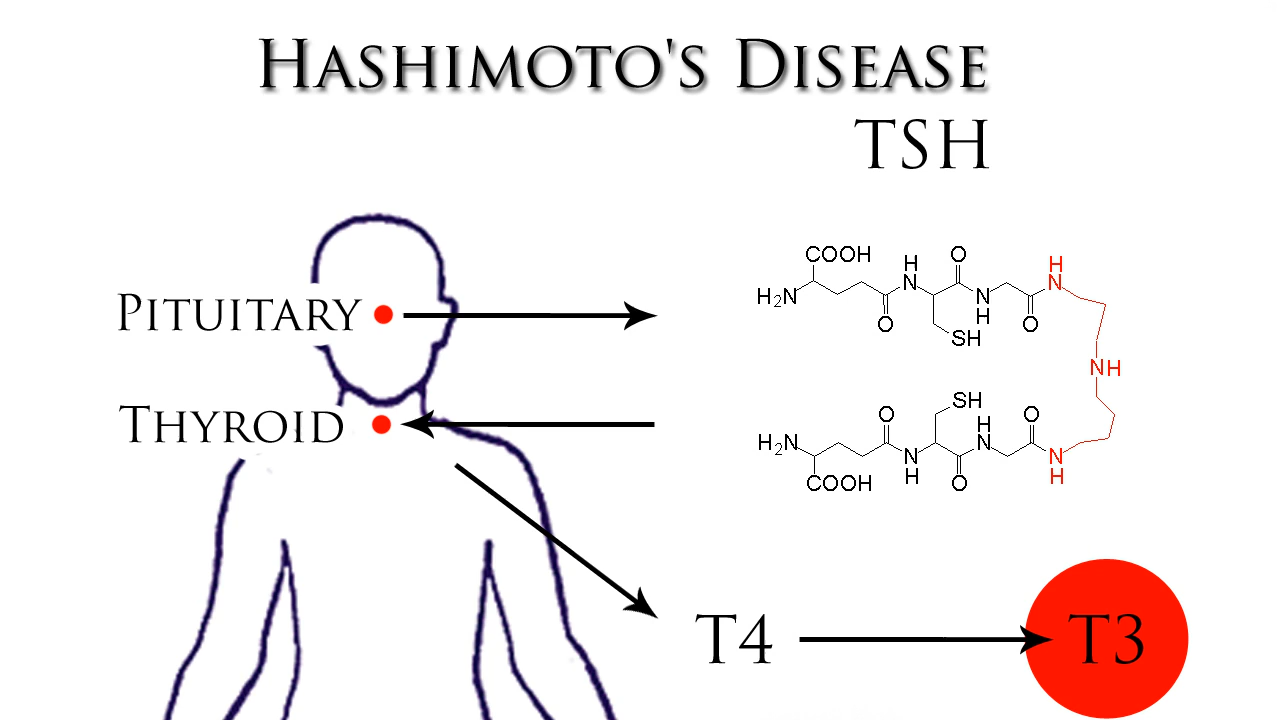 Hashimoto's Disease
TSH
Pituitary
Thyroid
COOH
H2N
O
H
N
SH
O
N
H
O
H
N
NH
H2N
COOH
O
N
H
SH
O
H
N
O
N
H
T4
T3